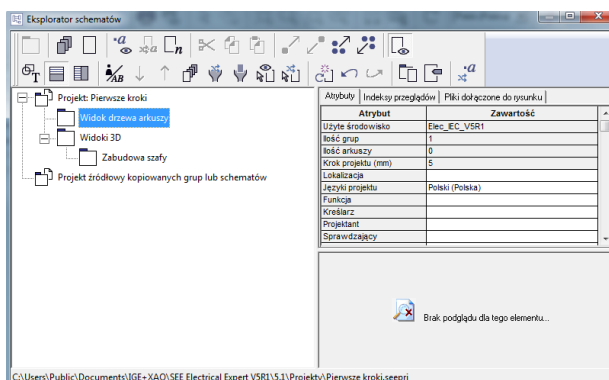 Eksplorator schematów
Projekt: Pierwsze kroki
Widok drzewa arkuszy
Widoki 3D
Zabudowa szafy
Projekt źródłowy kopiowanych grup lub schematów
Atrybuty Indeksy przeglądów Pliki dołączone do rysunku
Atrybut Zawartość
Użyte środowisko Elec_IEC_V5R1
Ilość grup 1
Ilość arkuszy 0
Krok projektu (mm) 5
Lokalizacja
Języki projektu Polski (Polska)
Funkcja
Kreślarz
Projektant
Sprawdzający
Brak podglądu dla tego elementu...
C:\Users\Public\Documents\IGE+XAO\SEE Electrical Expert V5R1\5.1\Projekty\Pierwsze kroki.seeprj